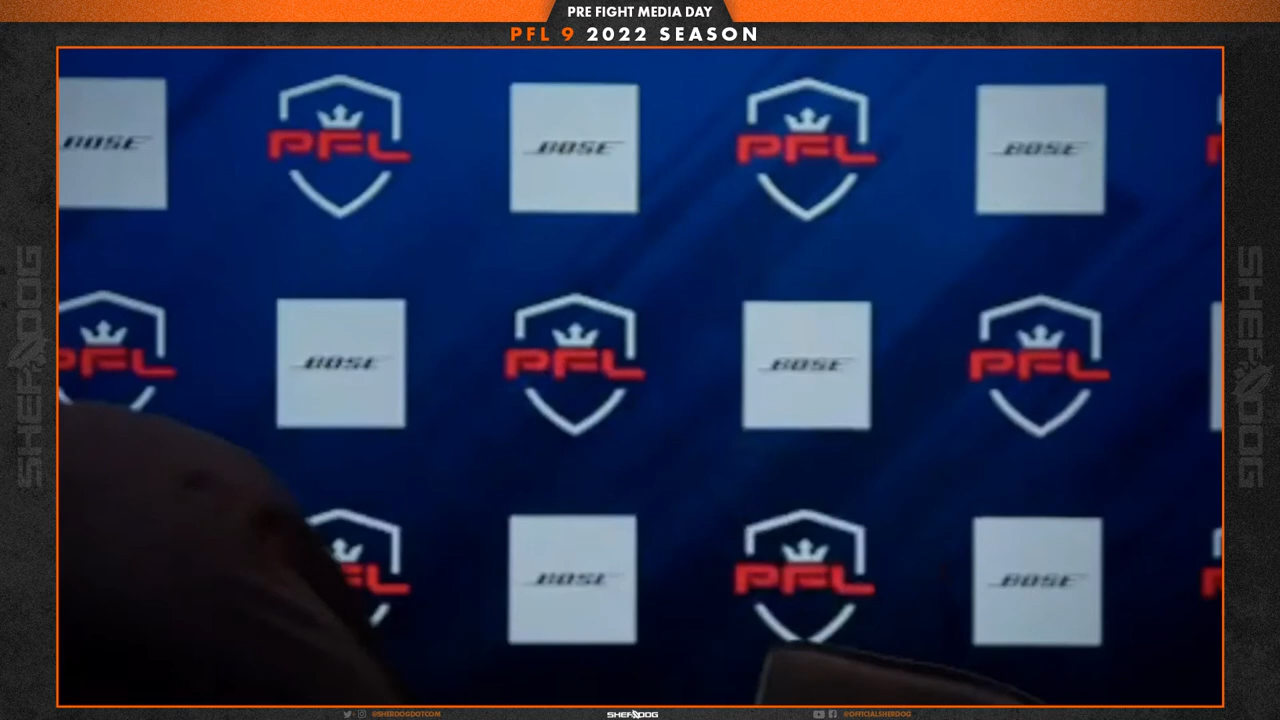 PRE FIGHT MEDIA DAY
PFL 9 2022 SEASON
BOSE PFL BOSE PFL BOSE
PFL BOSE PFL BOSE PFL
BOSE PFL BOSE
SHERDOG
SHERDOG
@SHERDOGDOTCOM SHERDOG @OFFICIALSHERDOG